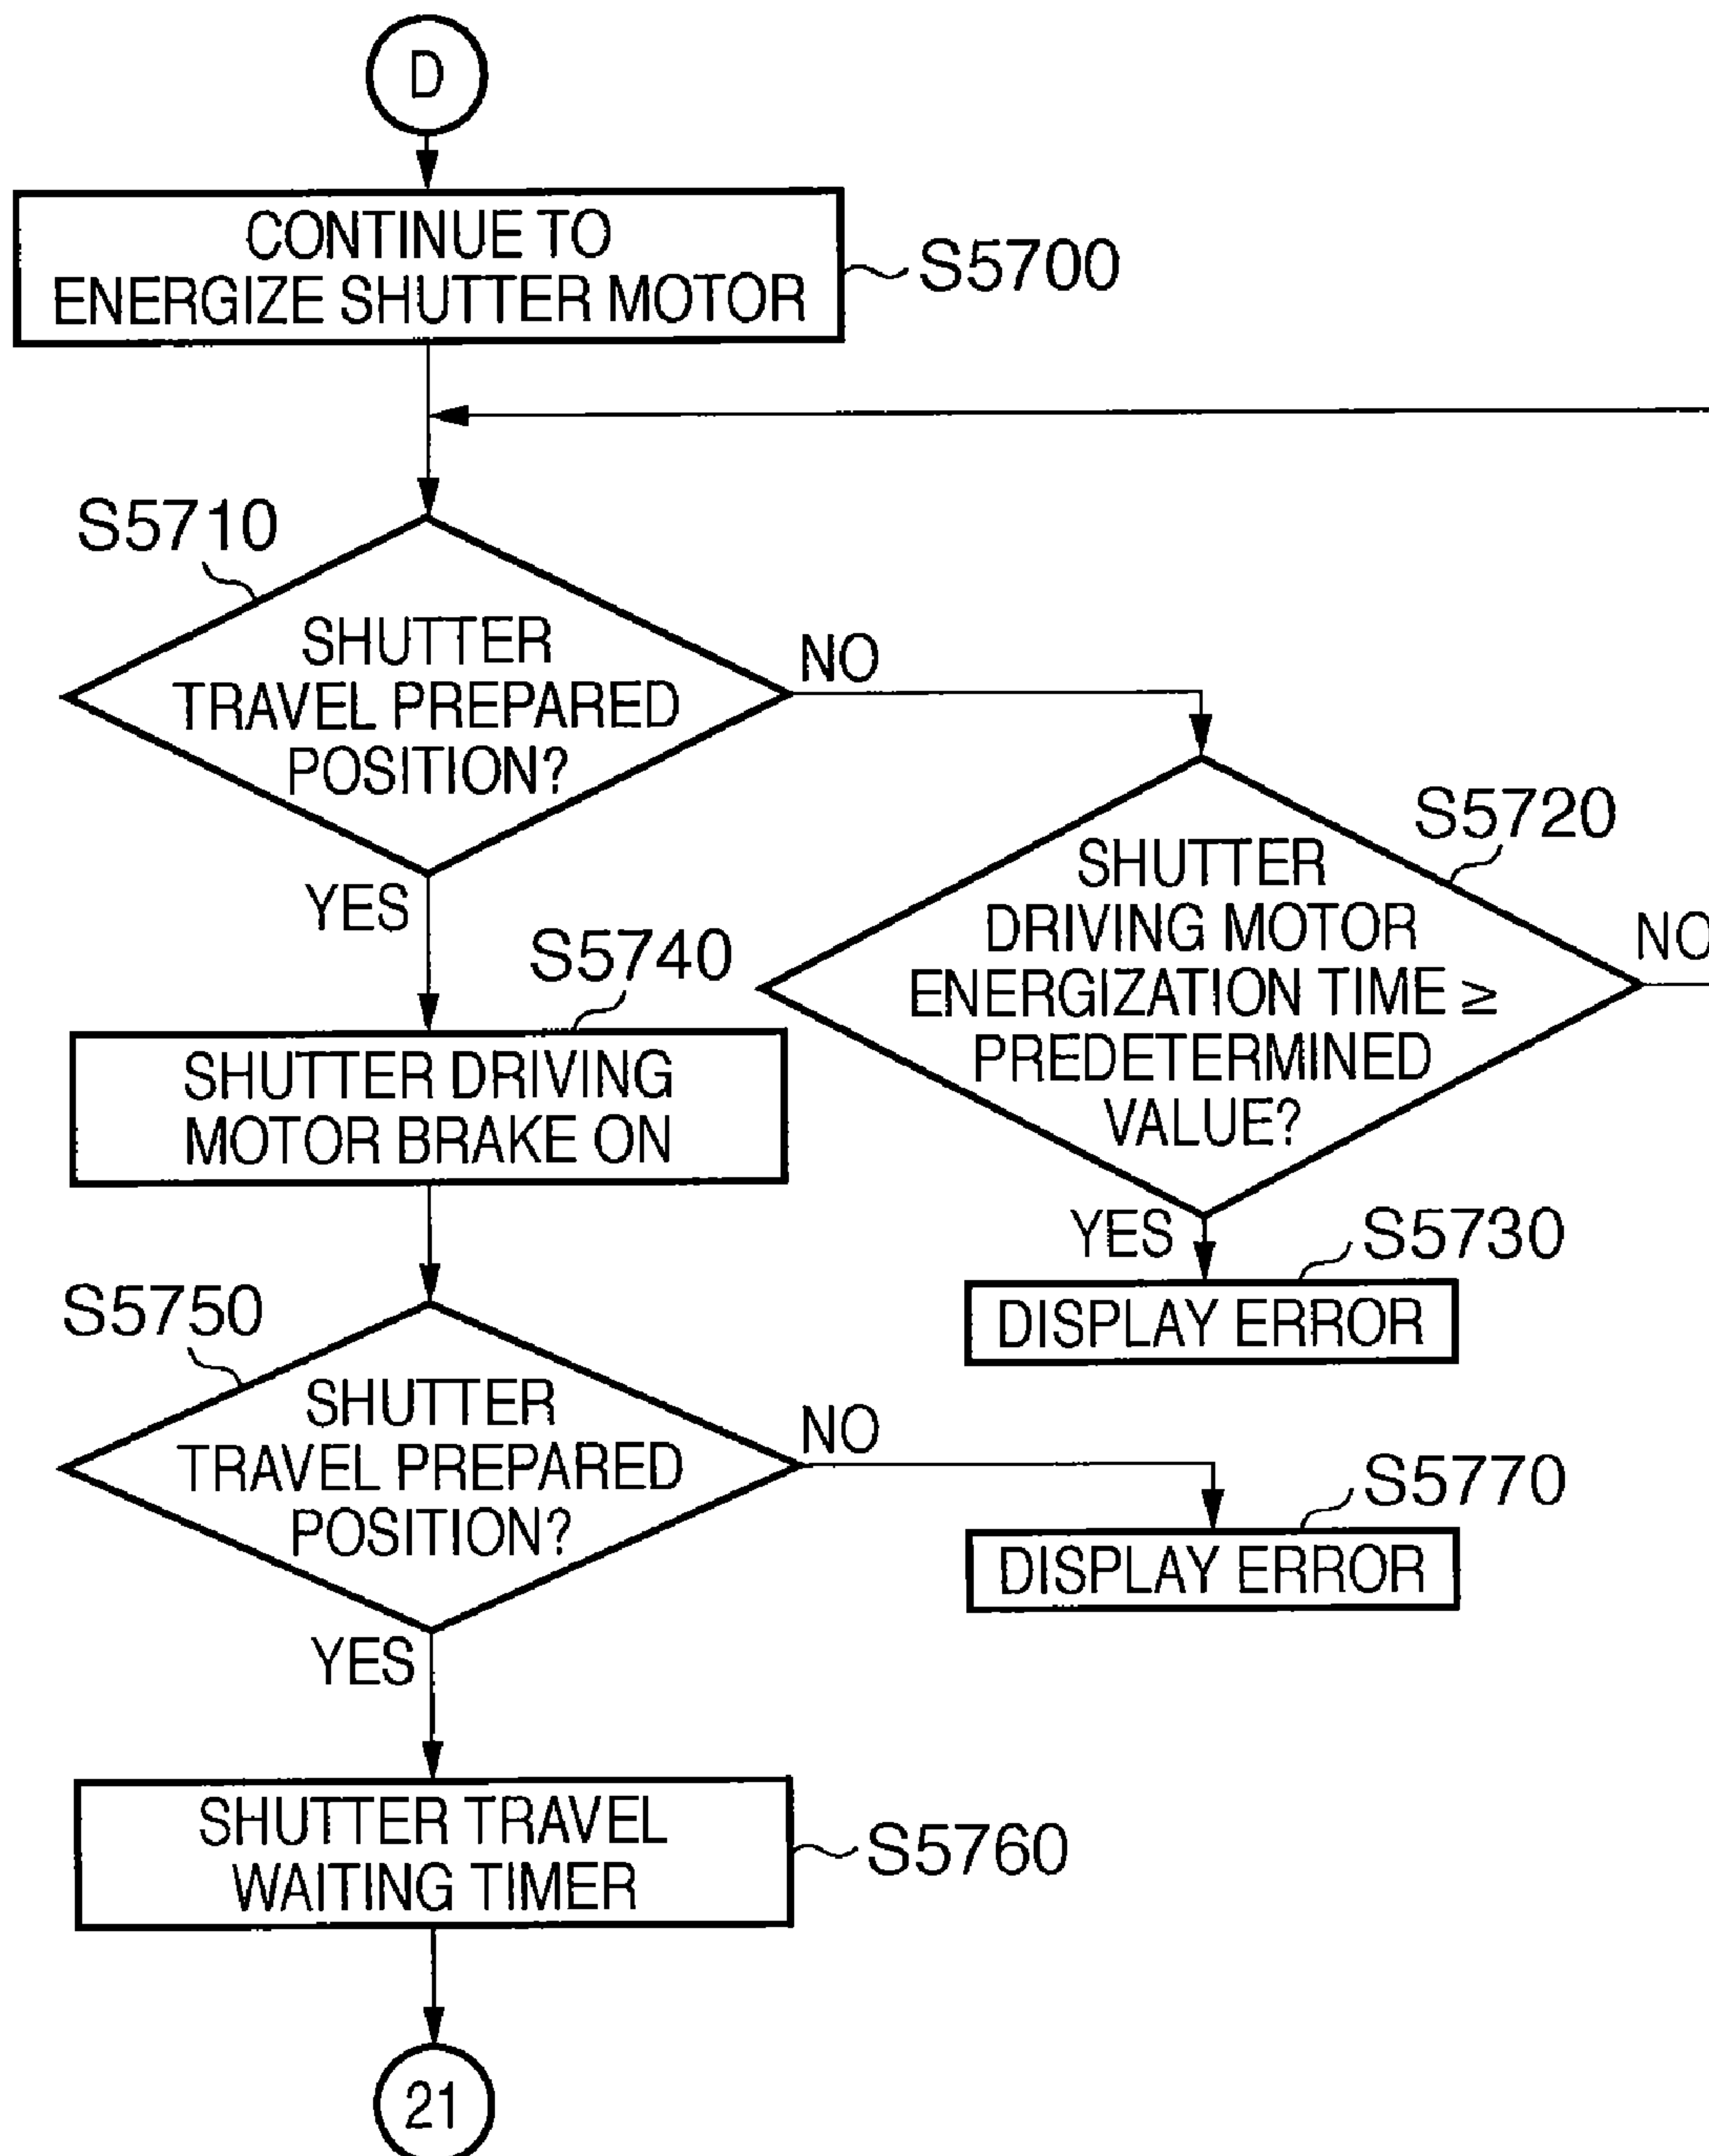 D
CONTINUE TO
ENERGIZE SHUTTER MOTOR
S5700
S5710
SHUTTER
TRAVEL PREPARED
POSITION?
NO
YES
S5720
SHUTTER
DRIVING MOTOR
ENERGIZATION TIME ≥
PREDETERMINED
VALUE?
NO
YES
S5730
DISPLAY ERROR
S5740
SHUTTER DRIVING
MOTOR BRAKE ON
S5750
SHUTTER
TRAVEL PREPARED
POSITION?
NO
S5770
DISPLAY ERROR
YES
SHUTTER TRAVEL
WAITING TIMER
S5760
21